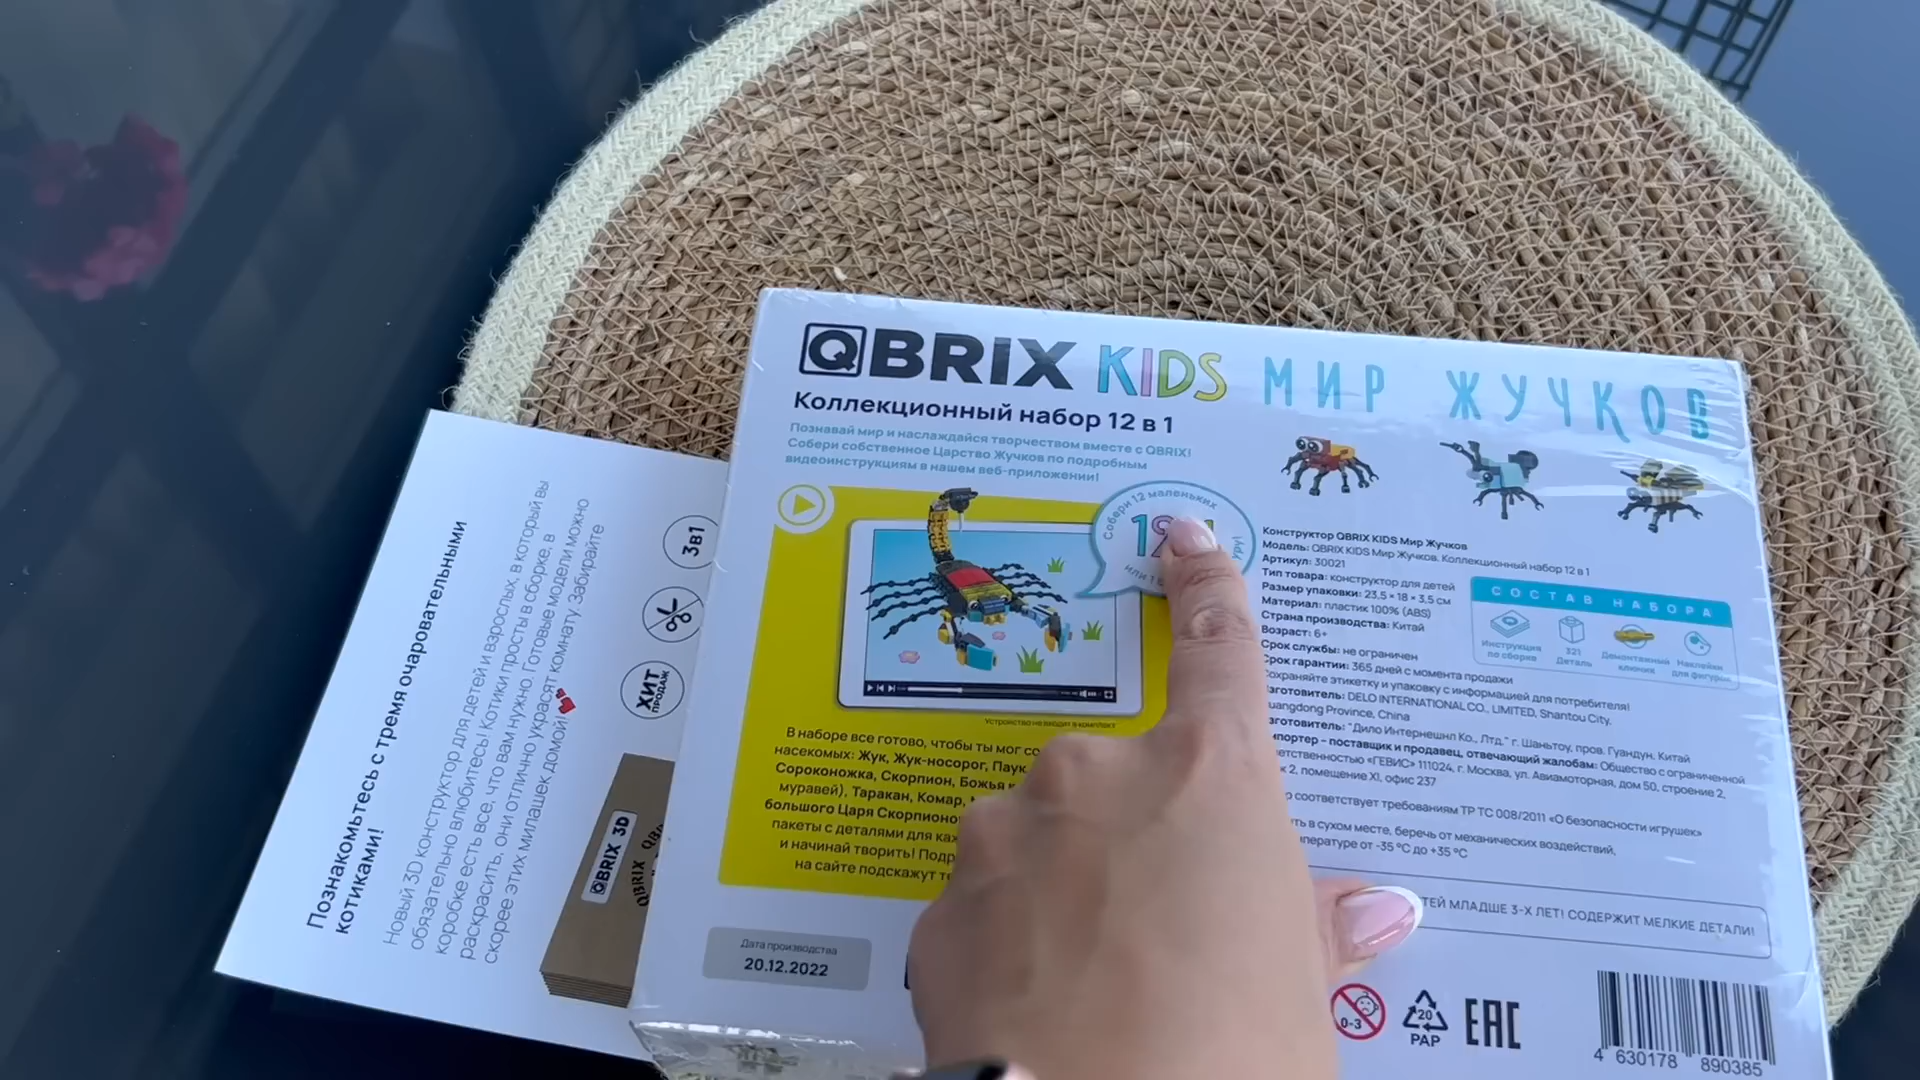 QBRIX KIDS МИР ЖУЧКОВ
Коллекционный набор 12 в 1
Познавай мир и наслаждайся творчеством вместе с QBRIX!
Собери собственное Царство Жучков по подробным
видеоинструкциям в нашем веб-приложении!
Собери 12 маленьких
или 1
Устройство не входит в комплект
В наборе все готово, чтобы ты мог
насекомых: Жук, Жук-носорог, Паук
Сороконожка, Скорпион, Божья
муравей), Таракан, Комар,
большого Царя Скорпионов
пакеты с деталями для
и начинай творить!
на сайте подскажут
Дата производства
20.12.2022
Конструктор QBRIX KIDS Мир Жучков
Модель: QBRIX KIDS Мир Жучков. Коллекционный набор 12 в 1
Артикул: 30021
Тип товара: конструктор для детей
Размер упаковки: 23,5 × 18 × 3,5 см
Материал: пластик 100% (ABS)
Страна производства: Китай
Возраст: 6+
Срок службы: не ограничен
Срок гарантии: 365 дней с момента продажи
Сохраняйте этикетку и упаковку с информацией для потребителя!
Изготовитель: DELO INTERNATIONAL CO., LIMITED, Shantou City,
Guangdong Province, China
Изготовитель: "Дило Интернешнл Ко., Лтд." г. Шаньтоу, пров. Гуандун, Китай
Импортер – поставщик и продавец, отвечающий жалобам: Общество с ограниченной
ответственностью «ГЕВИС» 111024, г. Москва, ул. Авиамоторная, дом 50, строение 2,
2, помещение XI, офис 237
соответствует требованиям ТР ТС 008/2011 «О безопасности игрушек»
в сухом месте, беречь от механических воздействий,
от -35 °C до +35 °C
МЛАДШЕ 3-Х ЛЕТ! СОДЕРЖИТ МЕЛКИЕ ДЕТАЛИ!
СОСТАВ НАБОРА
Инструкция
по сборке
321
Деталь
Демонтажный
ключик
Наклейки
для фигурок
0-3
20
PAP
EAC
4 630178 890385
Познакомьтесь с тремя очаровательными
котиками!
Новый 3D конструктор для детей и взрослых, в который вы
обязательно влюбитесь! Котики просты в сборке, в
коробке есть все, что вам нужно. Готовые модели можно
раскрасить, они отлично украсят комнату. Забирайте
скорее этих милашек домой!
3в1
ХИТ
ПРОДАЖ
QBRIX 3D
QBRIX